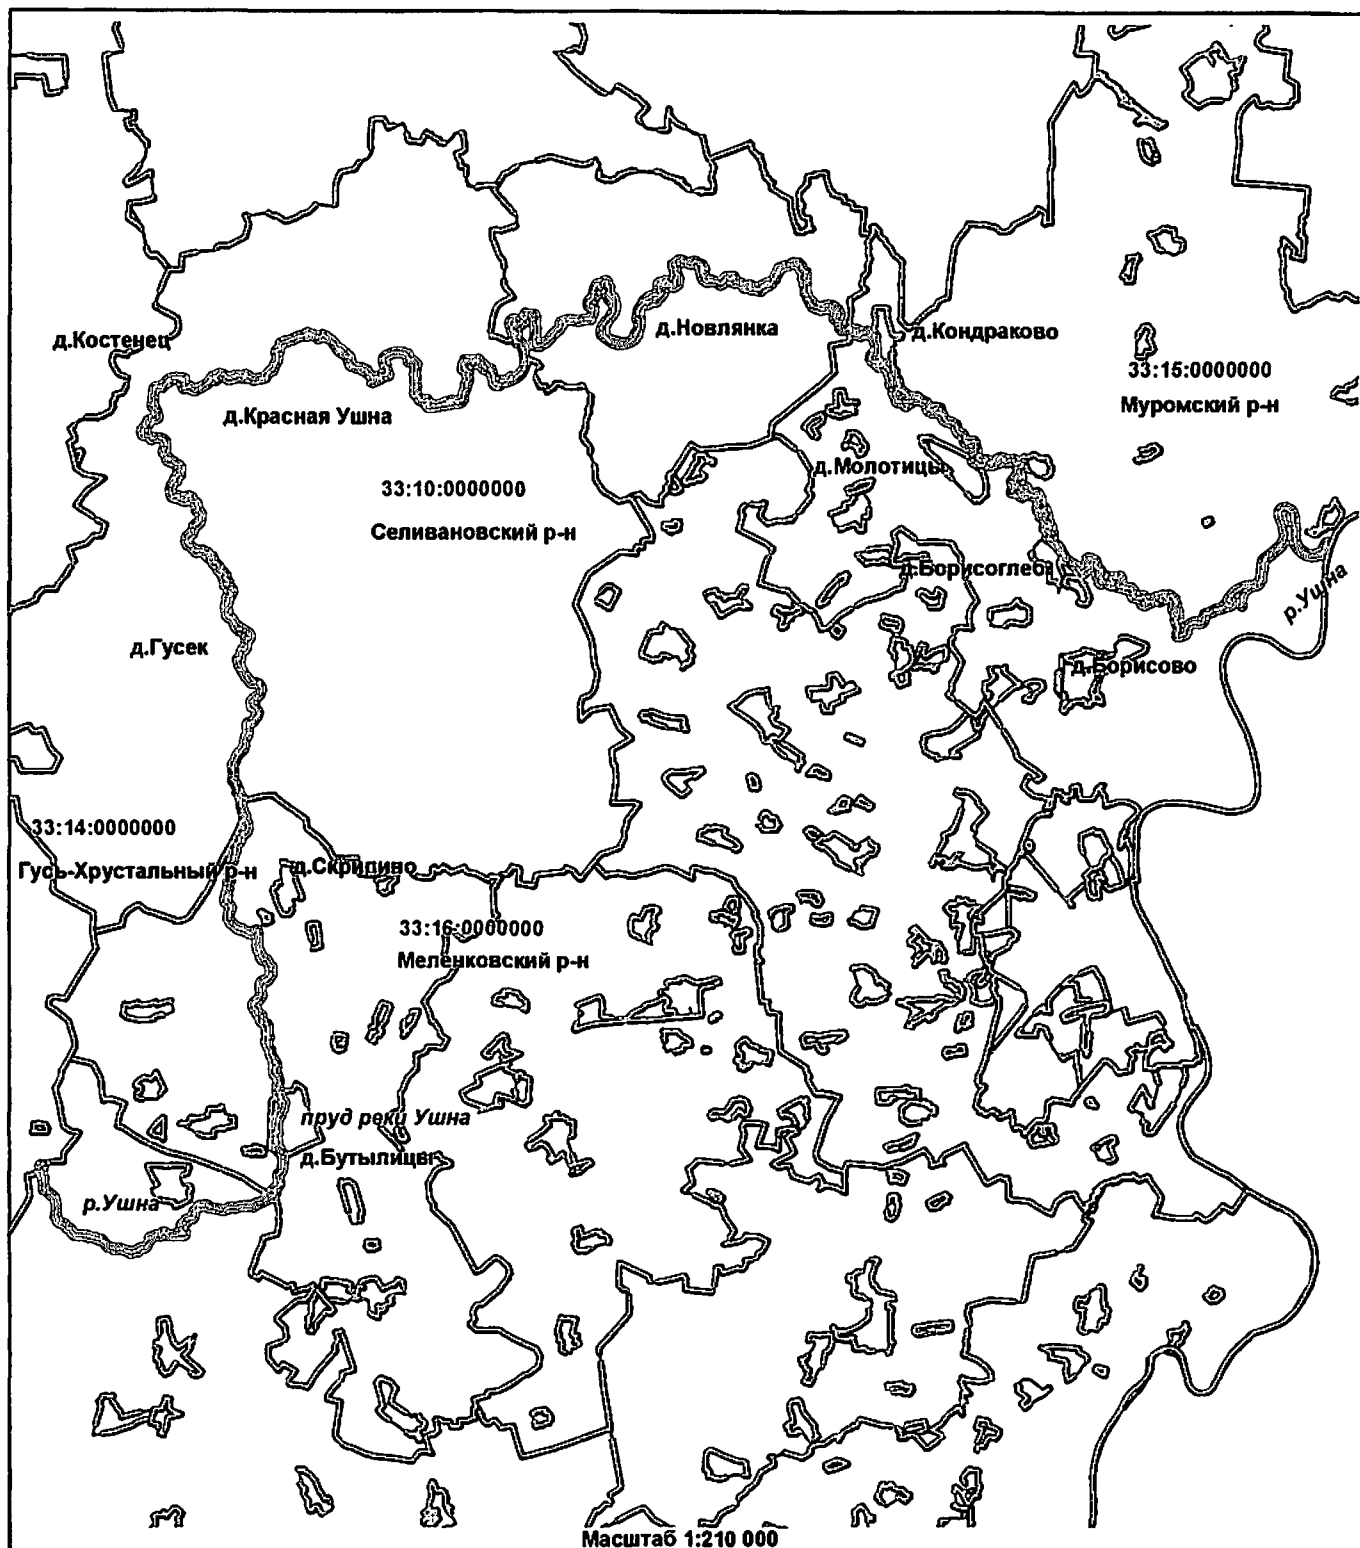 д.Новлянка
д.Кондраково
д.Костенец
33:15:0000000
Муромский р-н
д.Красная Ушна
д.Молотицы
33:10:0000000
Селивановский р-н
д.Борисоглеб
р.Ушна
д.Гусек
д.Борисово
33:14:0000000
Гусь-Хрустальный р-н
д.Скрипино
33:16:0000000
Меленковский р-н
пруд реки Ушна
д.Бутылицы
р.Ушна
Масштаб 1:210 000